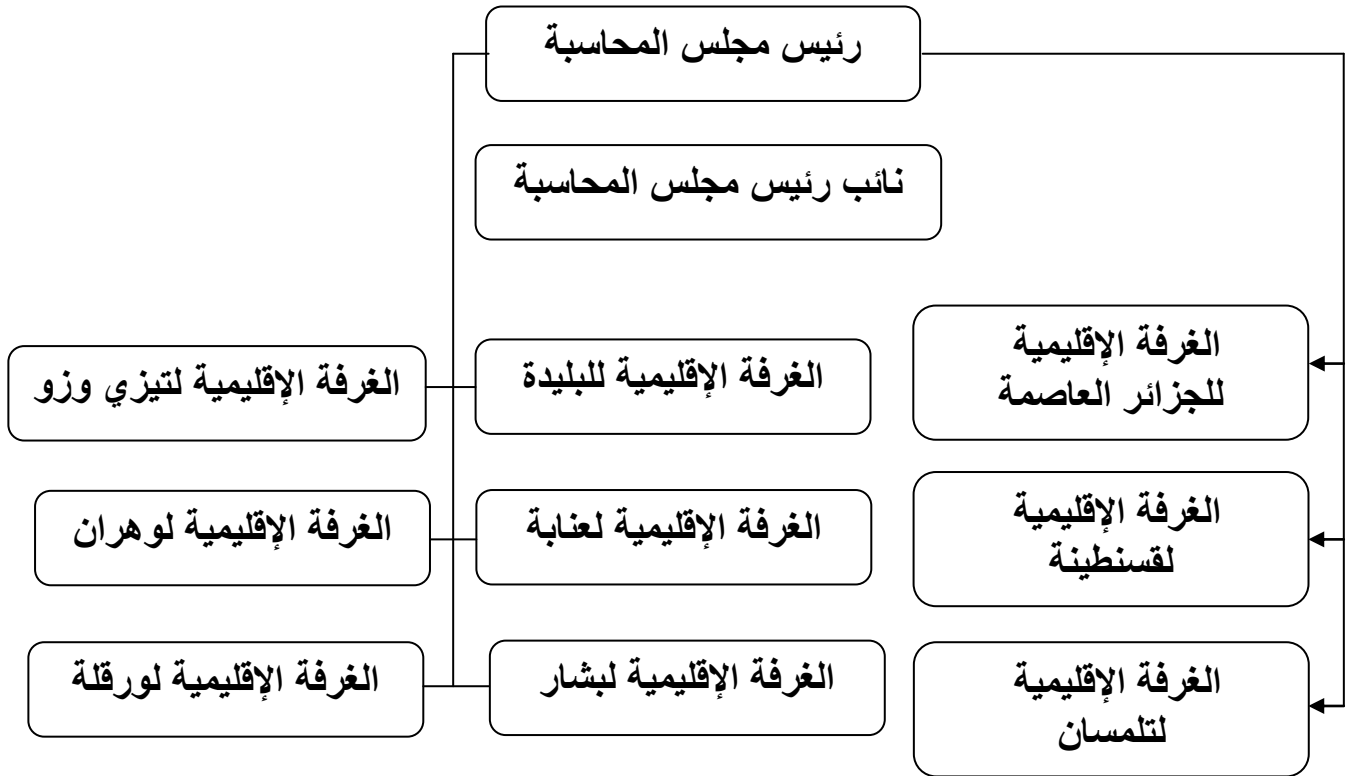 رئيس مجلس المحاسبة
نائب رئيس مجلس المحاسبة
الغرفة الإقليمية
للجزائر العاصمة
الغرفة الإقليمية للبليدة
الغرفة الإقليمية لتيزي وزو
الغرفة الإقليمية
لقسنطينة
الغرفة الإقليمية لعنابة
الغرفة الإقليمية لوهران
الغرفة الإقليمية
لتلمسان
الغرفة الإقليمية لبشار
الغرفة الإقليمية لورقلة